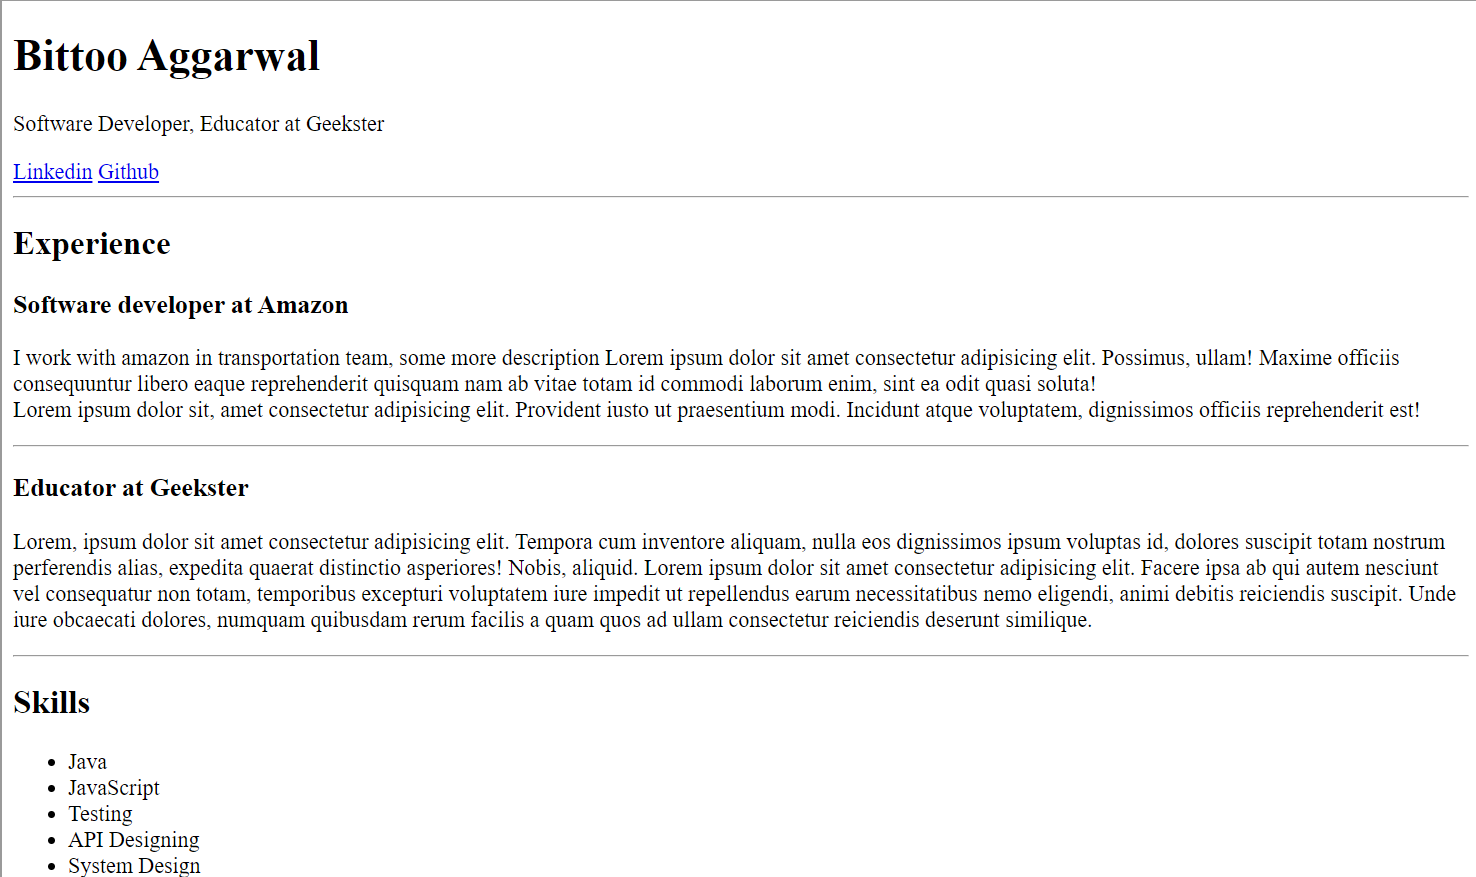 Bittoo Aggarwal
Software Developer, Educator at Geekster
Linkedin Github
Experience
Software developer at Amazon
I work with amazon in transportation team, some more description Lorem ipsum dolor sit amet consectetur adipisicing elit. Possimus, ullam! Maxime officiis
consequuntur libero eaque reprehenderit quisquam nam ab vitae totam id commodi laborum enim, sint ea odit quasi soluta!
Lorem ipsum dolor sit, amet consectetur adipisicing elit. Provident iusto ut praesentium modi. Incidunt atque voluptatem, dignissimos officiis reprehenderit est!
Educator at Geekster
Lorem, ipsum dolor sit amet consectetur adipisicing elit. Tempora cum inventore aliquam, nulla eos dignissimos ipsum voluptas id, dolores suscipit totam nostrum
perferendis alias, expedita quaerat distinctio asperiores! Nobis, aliquid. Lorem ipsum dolor sit amet consectetur adipisicing elit. Facere ipsa ab qui autem nesciunt
vel consequatur non totam, temporibus excepturi voluptatem iure impedit ut repellendus earum necessitatibus nemo eligendi, animi debitis reiciendis suscipit. Unde
iure obcaecati dolores, numquam quibusdam rerum facilis a quam quos ad ullam consectetur reiciendis deserunt similique.
Skills
• Java
• JavaScript
• Testing
• API Designing
• System Design